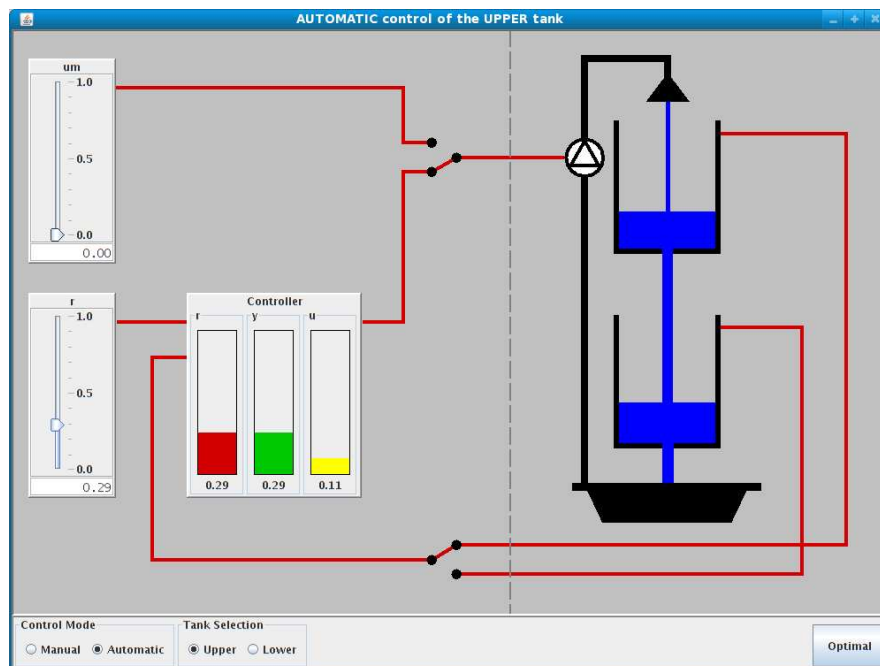 AUTOMATIC control of the UPPER tank
um
1.0
0.5
0.0
0.00
r
1.0
0.5
0.0
0.29
Controller
r y u
0.29 0.29 0.11
Control Mode
Manual Automatic
Tank Selection
Upper Lower
Optimal